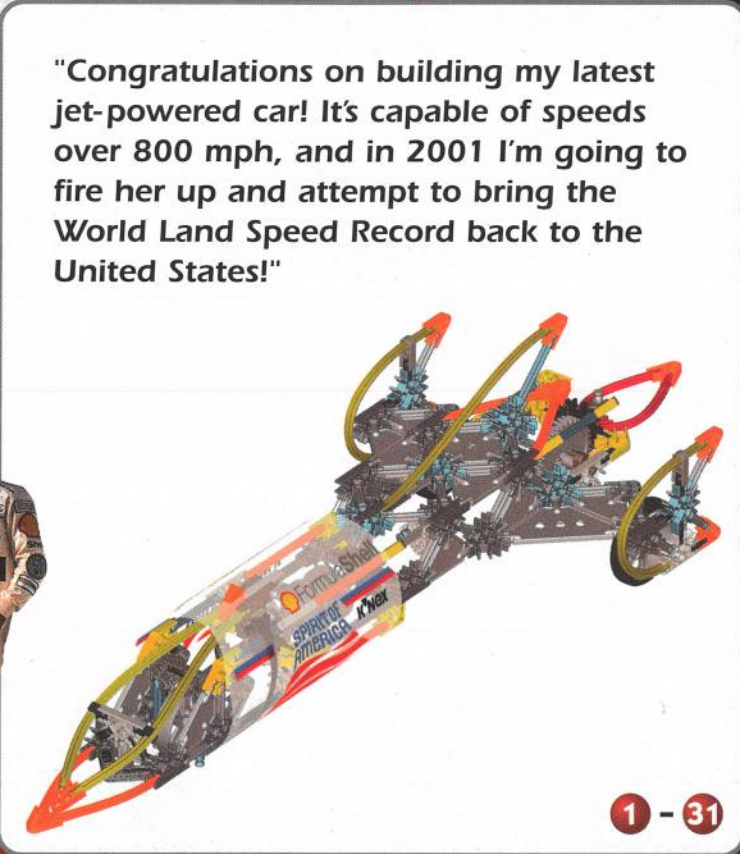 "Congratulations on building my latest
jet-powered car! It's capable of speeds
over 800 mph, and in 2001 I'm going to
fire her up and attempt to bring the
World Land Speed Record back to the
United States!"
FormulaShell
SPIRIT OF
AMERICA
K'NEX
She
1 - 31